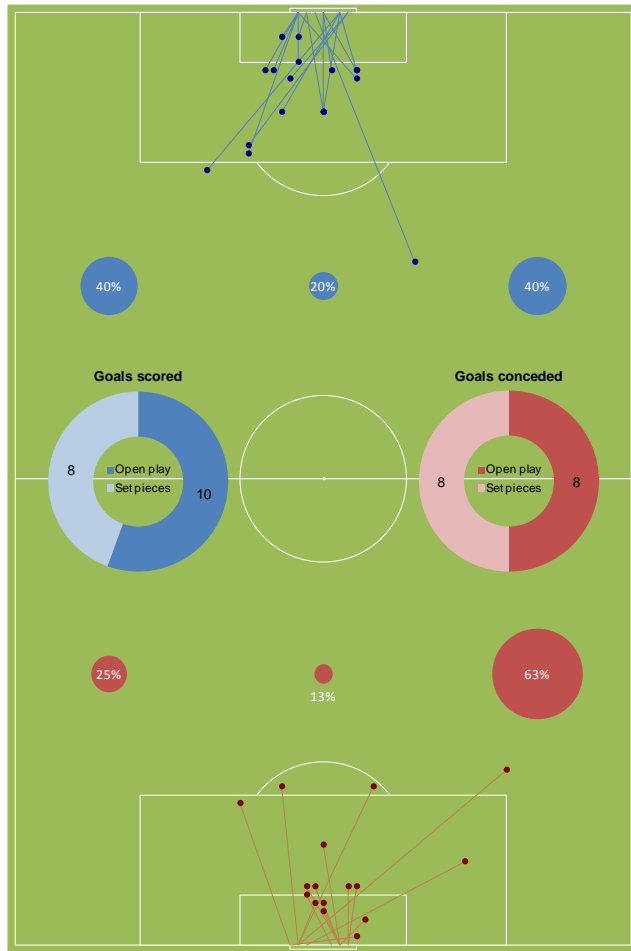 40%
20%
40%
Goals scored
Goals conceded
8
Open play
Set pieces
10
8
Open play
Set pieces
8
25%
13%
63%